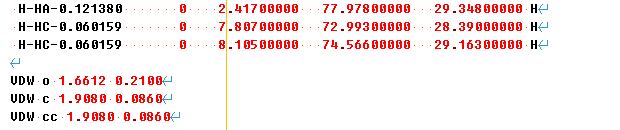 H-HA-0.121380 0 2.41700000 77.97800000 29.34800000 H
H-HC-0.060159 0 7.80700000 72.99300000 28.39000000 H
H-HC-0.060159 0 8.10500000 74.56600000 29.16300000 H
VDW o 1.6612 0.2100
VDW c 1.9080 0.0860
VDW cc 1.9080 0.0860